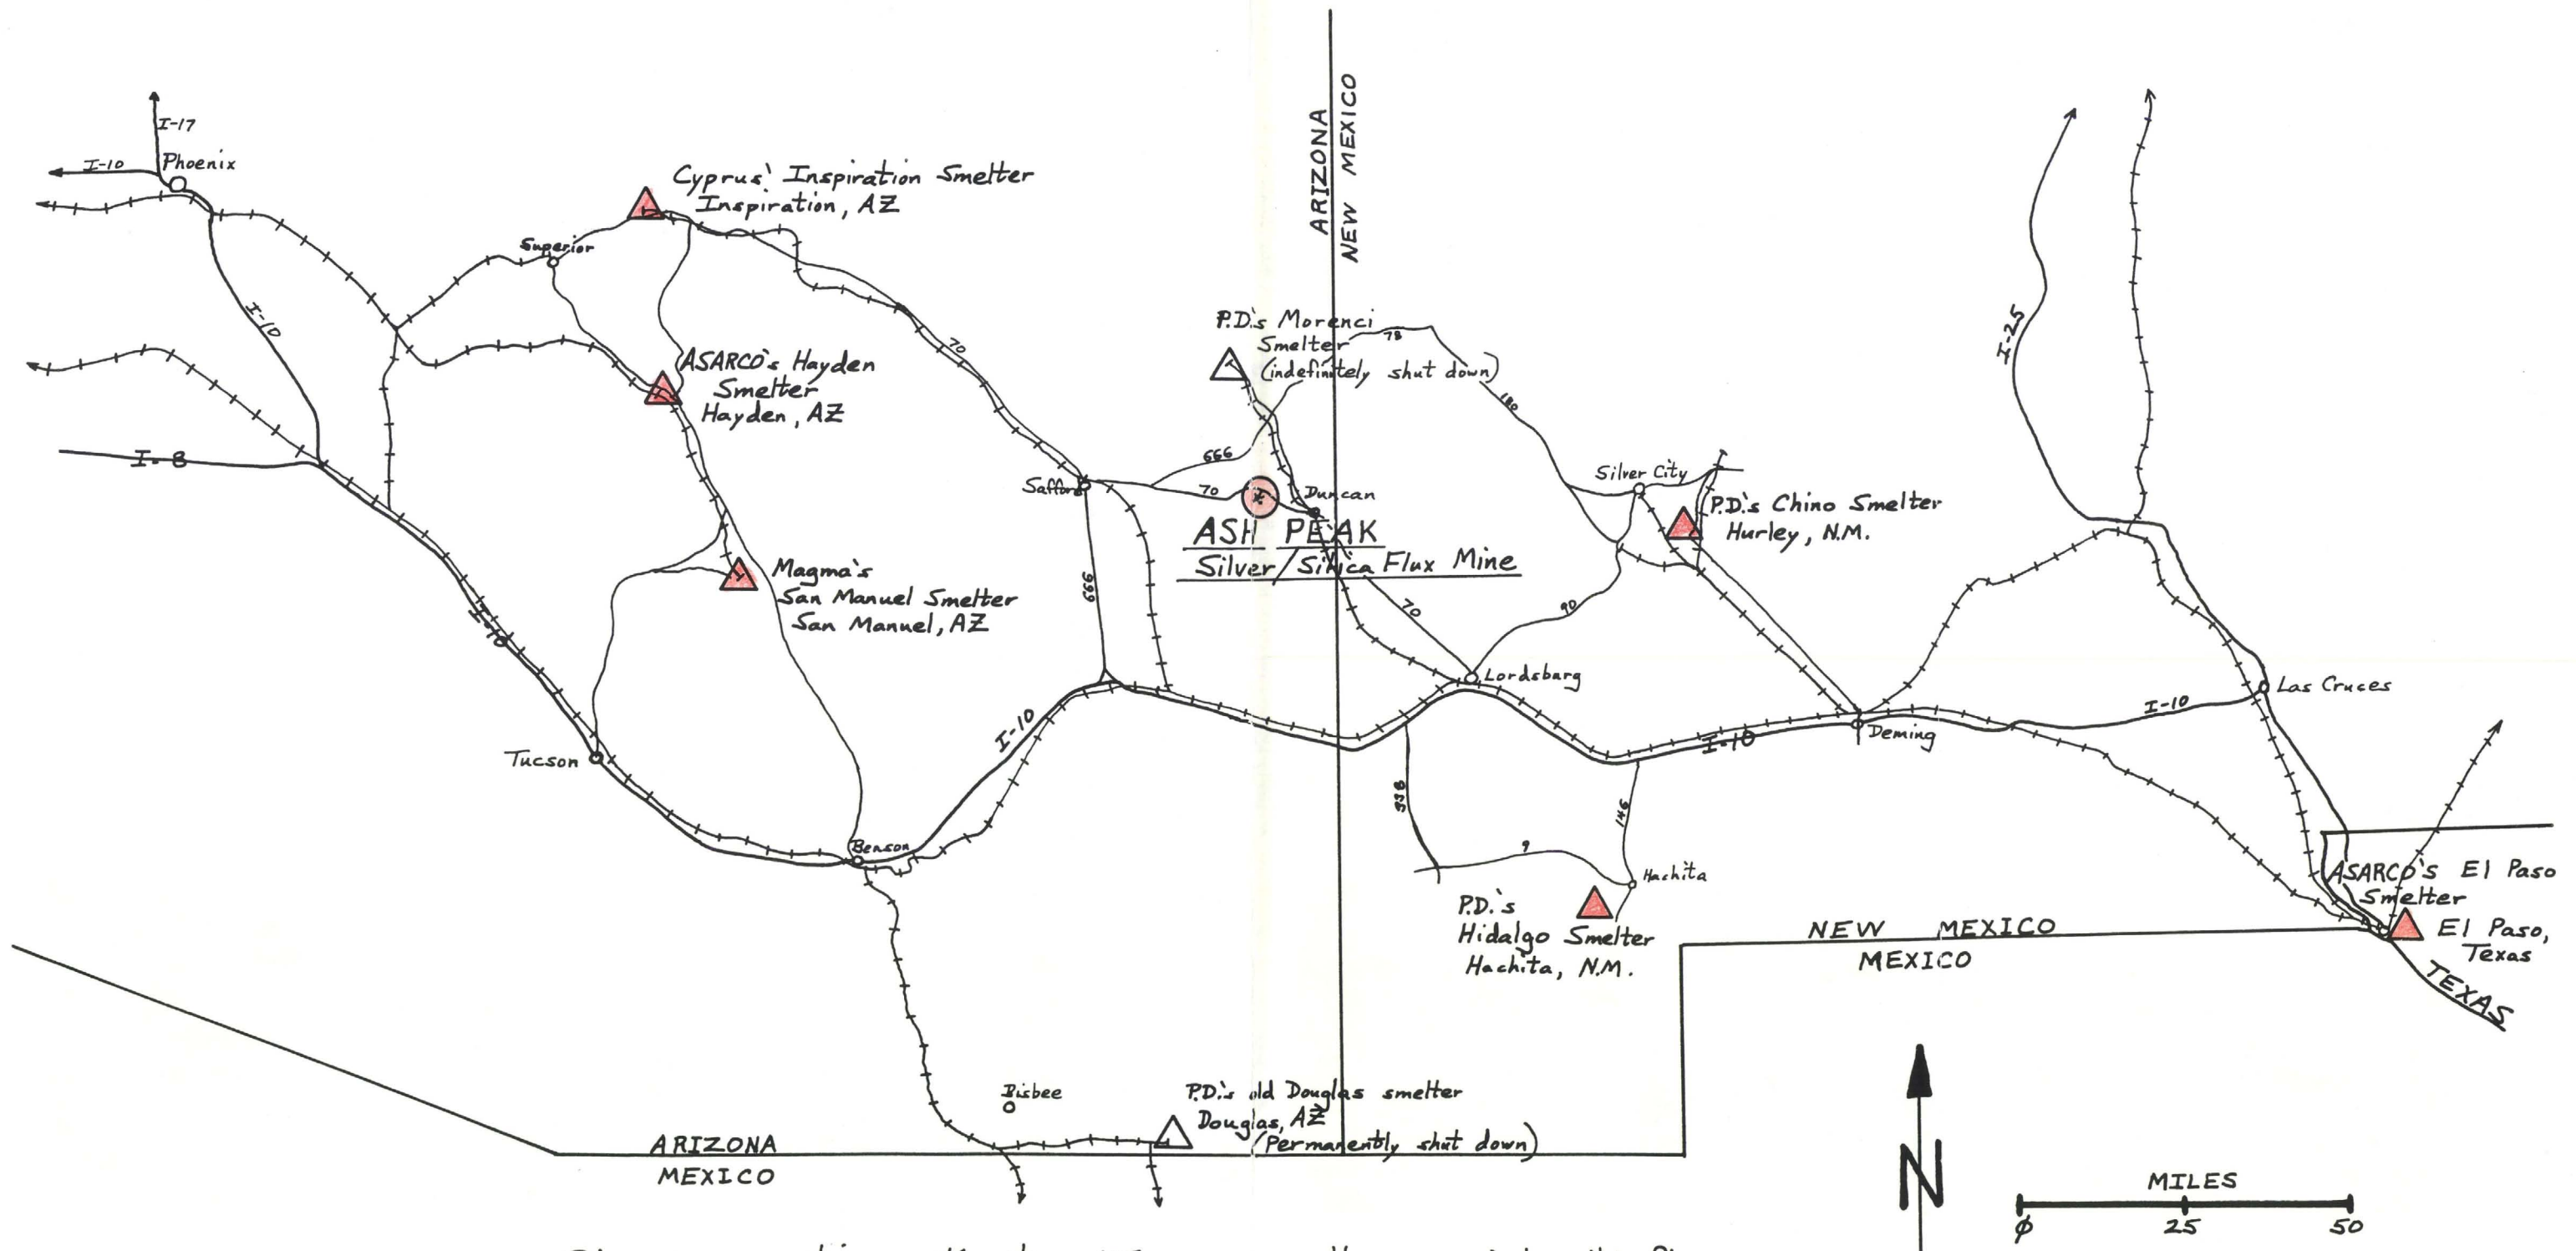 I-17
I-10
Phoenix
I-10
I-8
Superior
Cyprus' Inspiration Smelter
Inspiration, AZ
ASARCO's Hayden
Smelter
Hayden, AZ
70
Magma's
San Manuel Smelter
San Manuel, AZ
I-10
Tucson
Benson
I-10
Safford
666
666
70
P.D.'s Morenci
Smelter
(indefinitely shut down)
78
180
ARIZONA
NEW MEXICO
Duncan
ASH PEAK
Silver/Silica Flux Mine
70
Silver City
P.D.'s Chino Smelter
Hurley, N.M.
90
Lordsburg
I-25
Las Cruces
I-10
Deming
I-10
338
146
9
Hachita
P.D.'s
Hidalgo Smelter
Hachita, N.M.
ASARCO's El Paso
Smelter
El Paso,
Texas
TEXAS
NEW MEXICO
MEXICO
Bisbee
P.D.'s old Douglas smelter
Douglas, AZ
(Permanently shut down)
ARIZONA
MEXICO
N
MILES
0 25 50